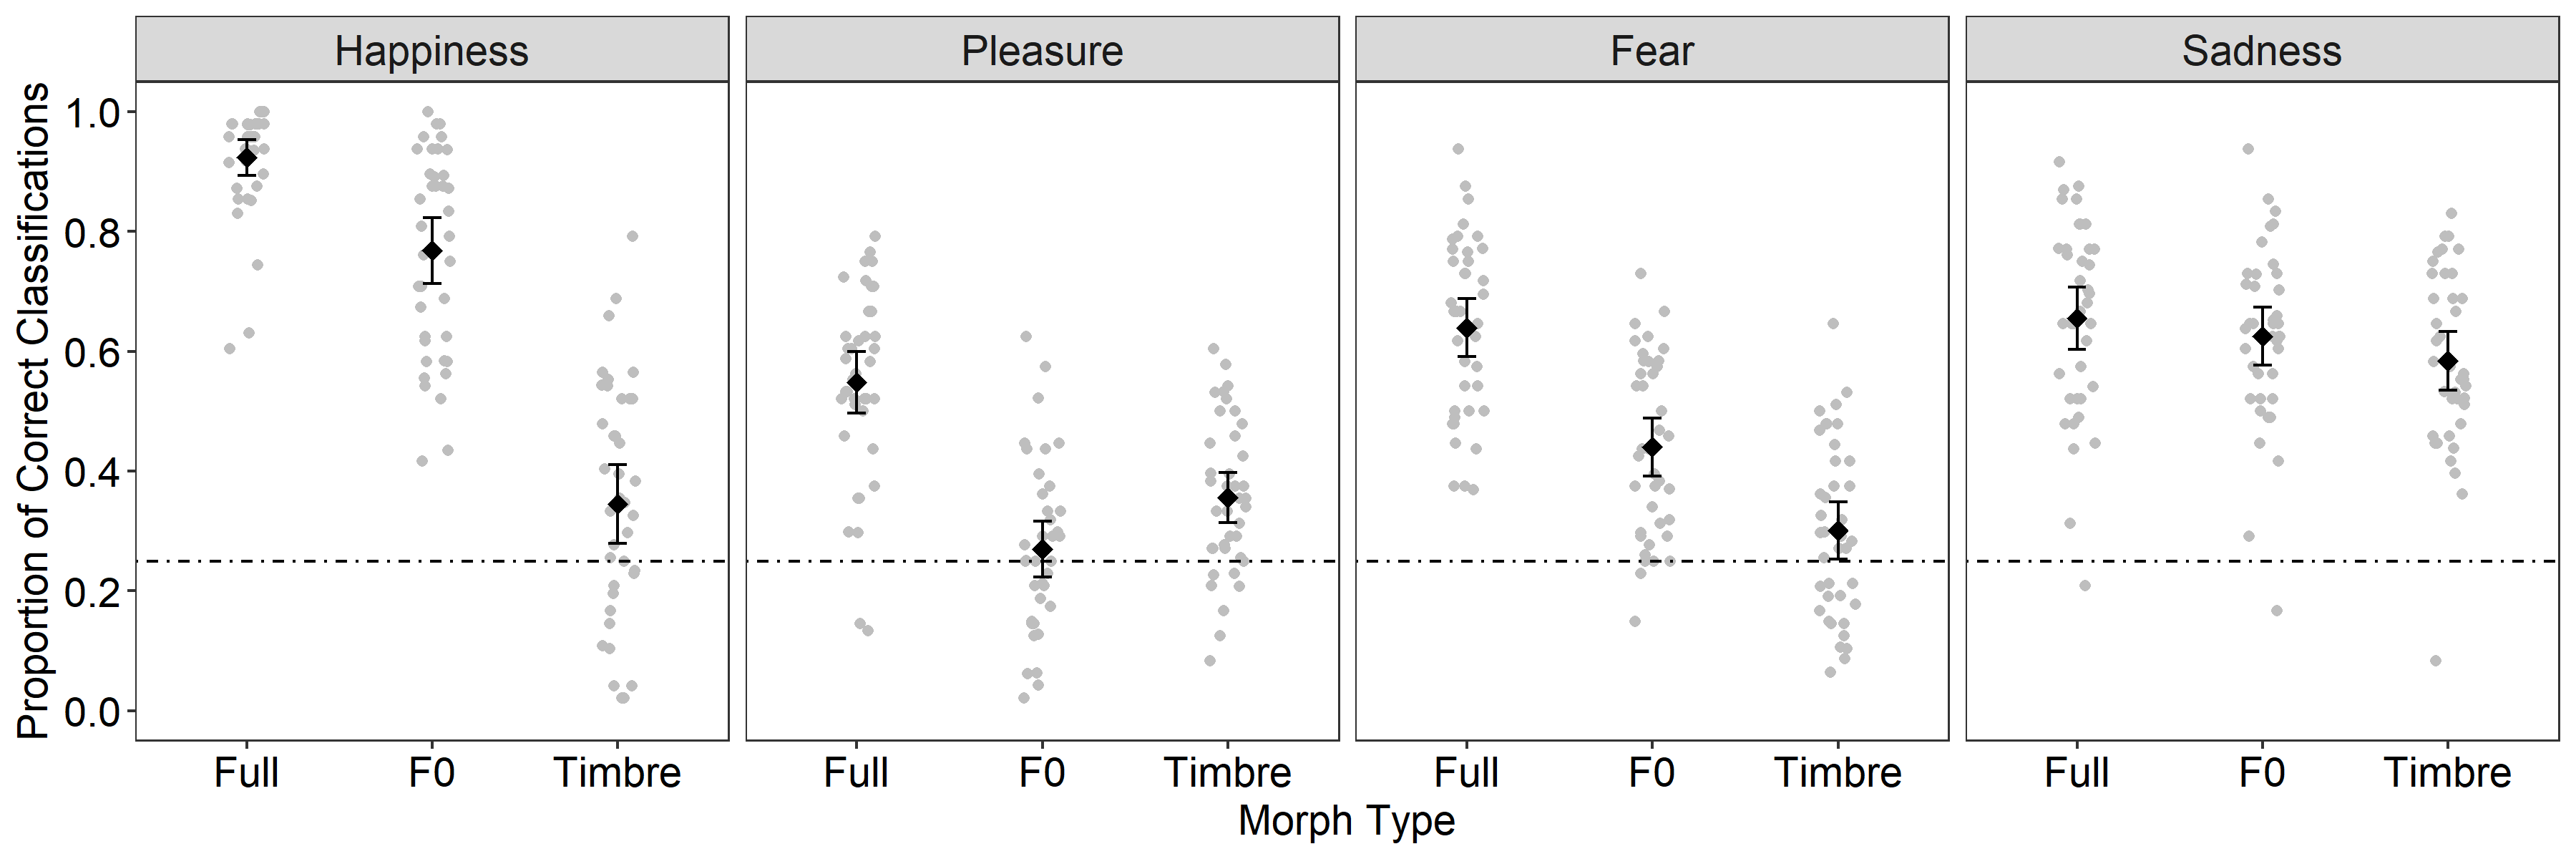 Happiness
Pleasure
Fear
Sadness
Proportion of Correct Classifications
1.0
0.8
0.6
0.4
0.2
0.0
Full F0 Timbre
Full F0 Timbre
Full F0 Timbre
Full F0 Timbre
Morph Type